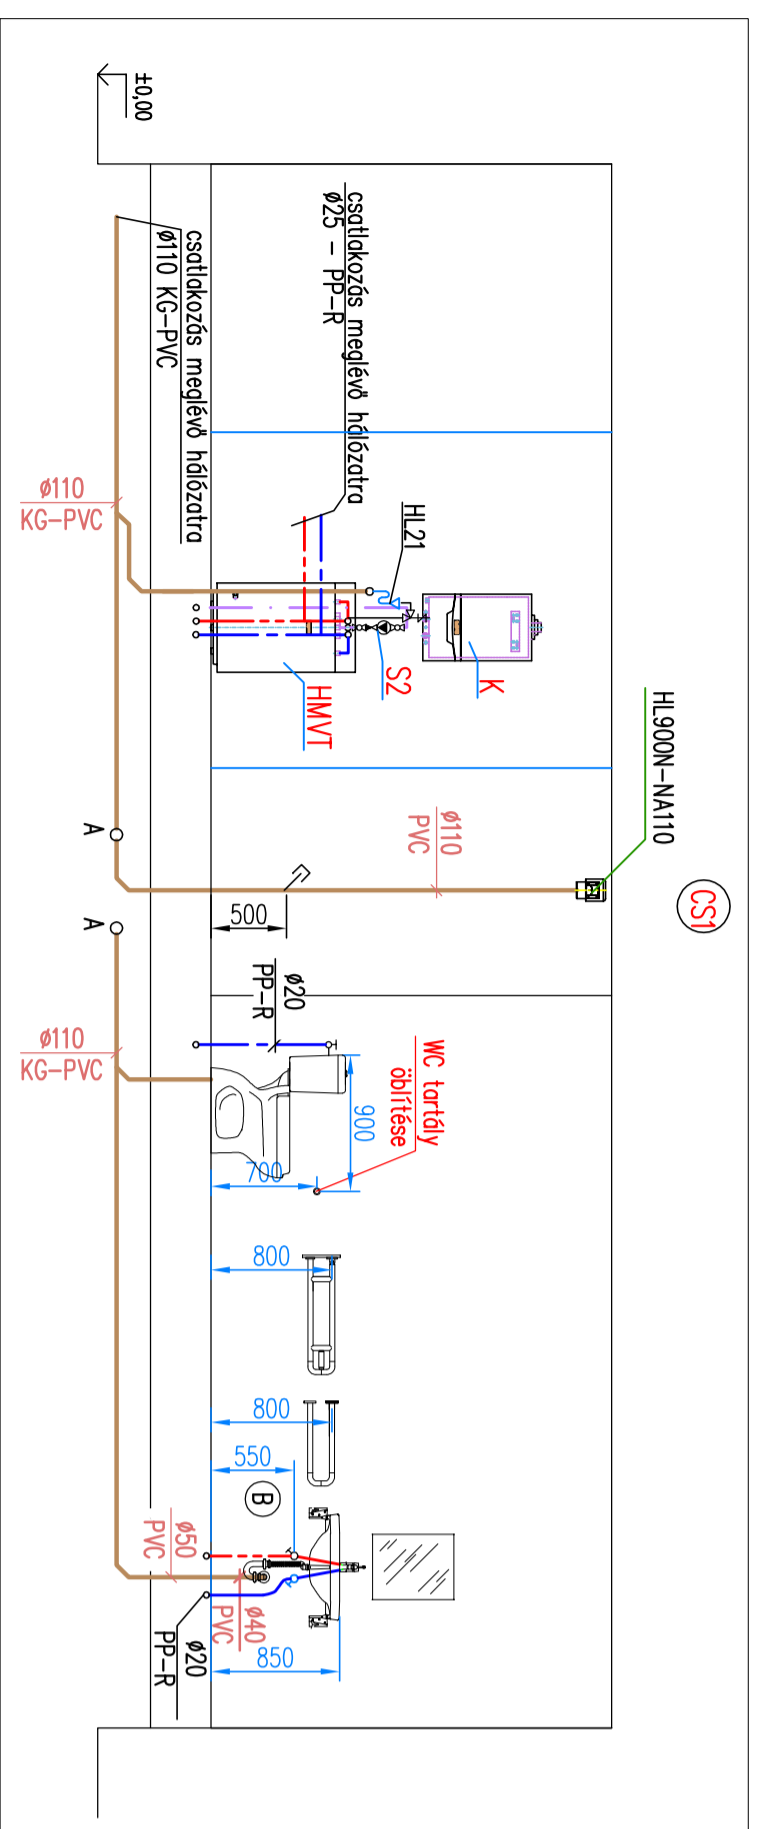 ±0,00
csatlakozás meglévő hálózatra
ø25 – PP-R
csatlakozás meglévő hálózatra
ø110 KG-PVC
ø110
KG-PVC
HL21
K
S2
HMVT
HL900N-NA110
CS1
ø110
PVC
A
500
A
ø20
PP-R
ø110
KG-PVC
WC tartály
öblítése
900
700
800
800
550
B
ø50
PVC
ø40
PVC
850
ø20
PP-R